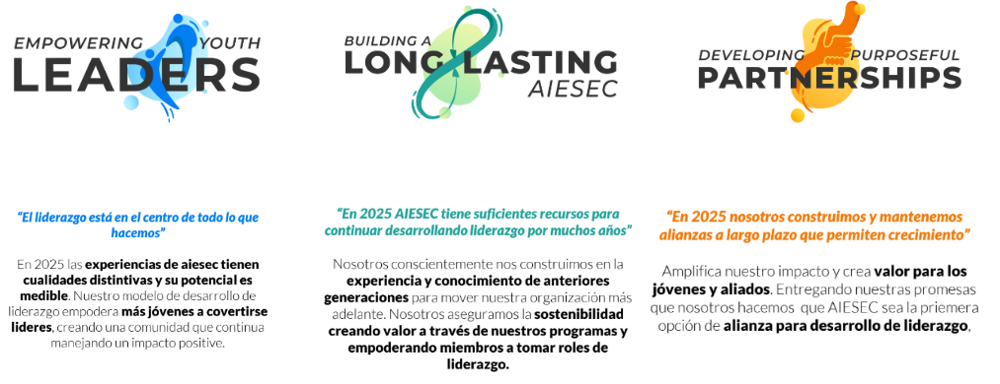 EMPOWERING YOUTH
LEADERS
“El liderazgo está en el centro de todo lo que
hacemos”
En 2025 las experiencias de aiesec tienen
cualidades distintivas y su potencial es
medible. Nuestro modelo de desarrollo de
liderazgo empodera más jóvenes a covertirse
lideres, creando una comunidad que continua
manejando un impacto positive.
BUILDING A
LONG LASTING
AIESEC
“En 2025 AIESEC tiene suficientes recursos para
continuar desarrollando liderazgo por muchos años”
Nosotros conscientemente nos construimos en la
experiencia y conocimiento de anteriores
generaciones para mover nuestra organización más
adelante. Nosotros aseguramos la sostenibilidad
creando valor a través de nuestros programas y
empoderando miembros a tomar roles de
liderazgo.
DEVELOPING PURPOSEFUL
PARTNERSHIPS
“En 2025 nosotros construimos y mantenemos
alianzas a largo plazo que permiten crecimiento”
Amplifica nuestro impacto y crea valor para los
jóvenes y aliados. Entregando nuestras promesas
que nosotros hacemos que AIESEC sea la priemera
opción de alianza para desarrollo de liderazgo,